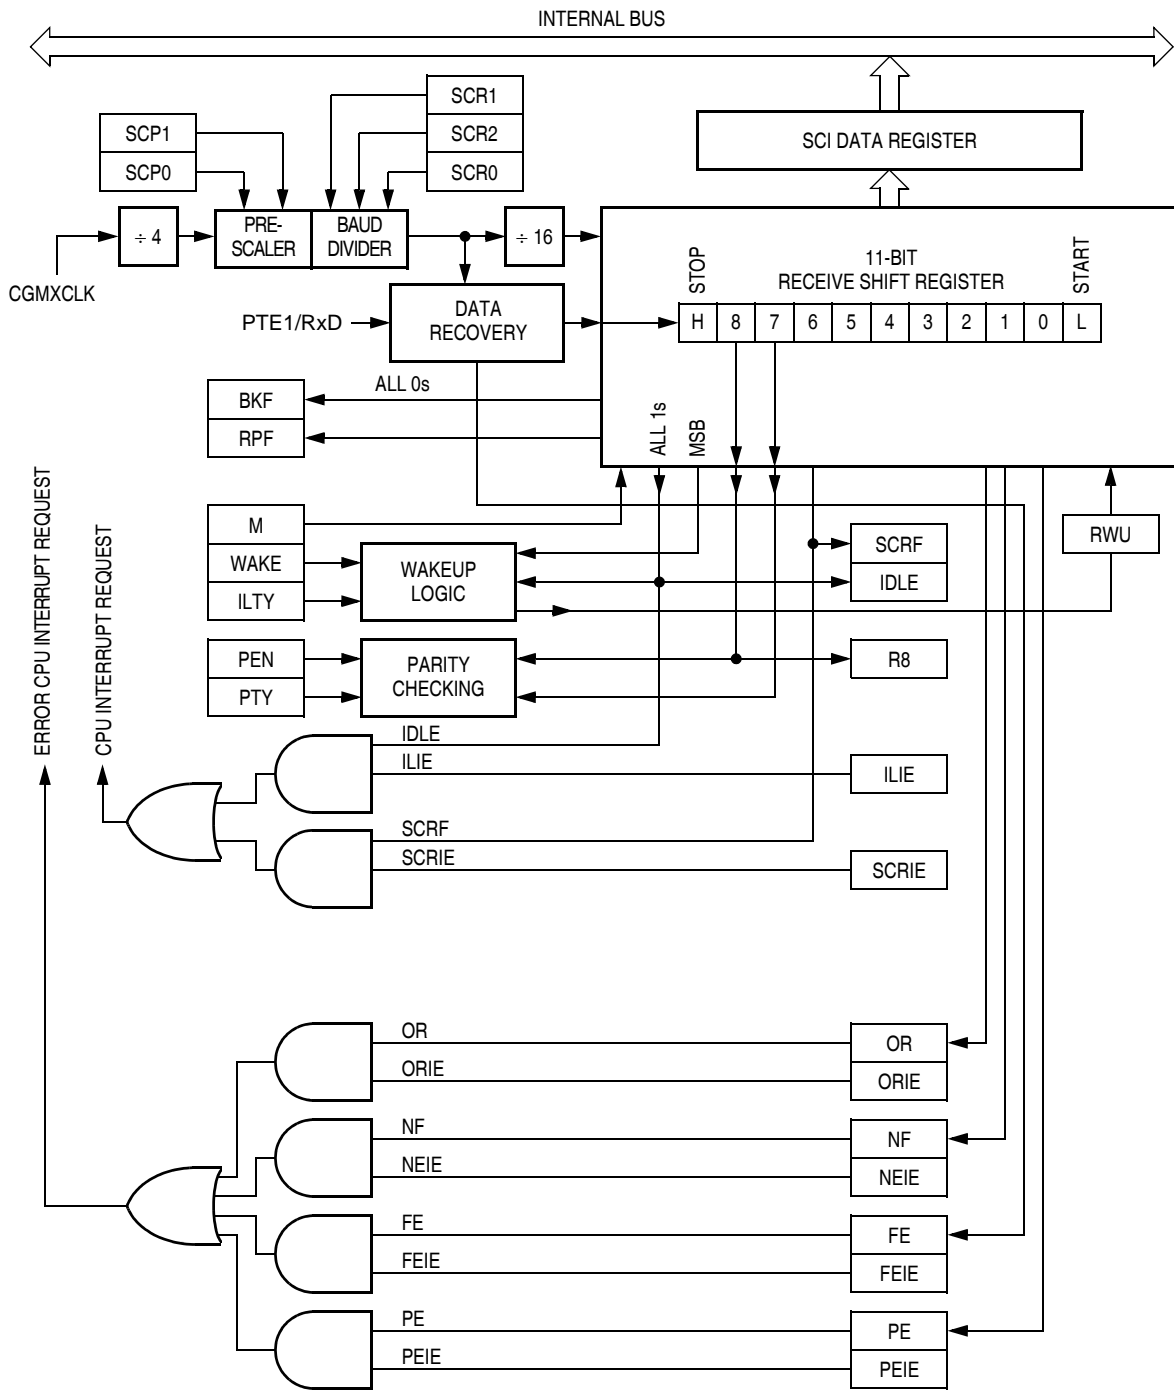 INTERNAL BUS
SCR1
SCR2
SCR0
SCP1
SCP0
SCI DATA REGISTER
÷ 4
PRE-
SCALER
BAUD
DIVIDER
÷ 16
CGMXCLK
PTE1/RxD
DATA
RECOVERY
STOP
11-BIT
RECEIVE SHIFT REGISTER
START
H 8 7 6 5 4 3 2 1 0 L
ALL 0s
BKF
RPF
ALL 1s
MSB
M
WAKE
ILTY
WAKEUP
LOGIC
SCRF
IDLE
RWU
PEN
PTY
PARITY
CHECKING
R8
ERROR CPU INTERRUPT REQUEST
CPU INTERRUPT REQUEST
IDLE
ILIE
ILIE
SCRF
SCRIE
SCRIE
OR
OR
ORIE
ORIE
NF
NF
NEIE
NEIE
FE
FE
FEIE
FEIE
PE
PE
PEIE
PEIE